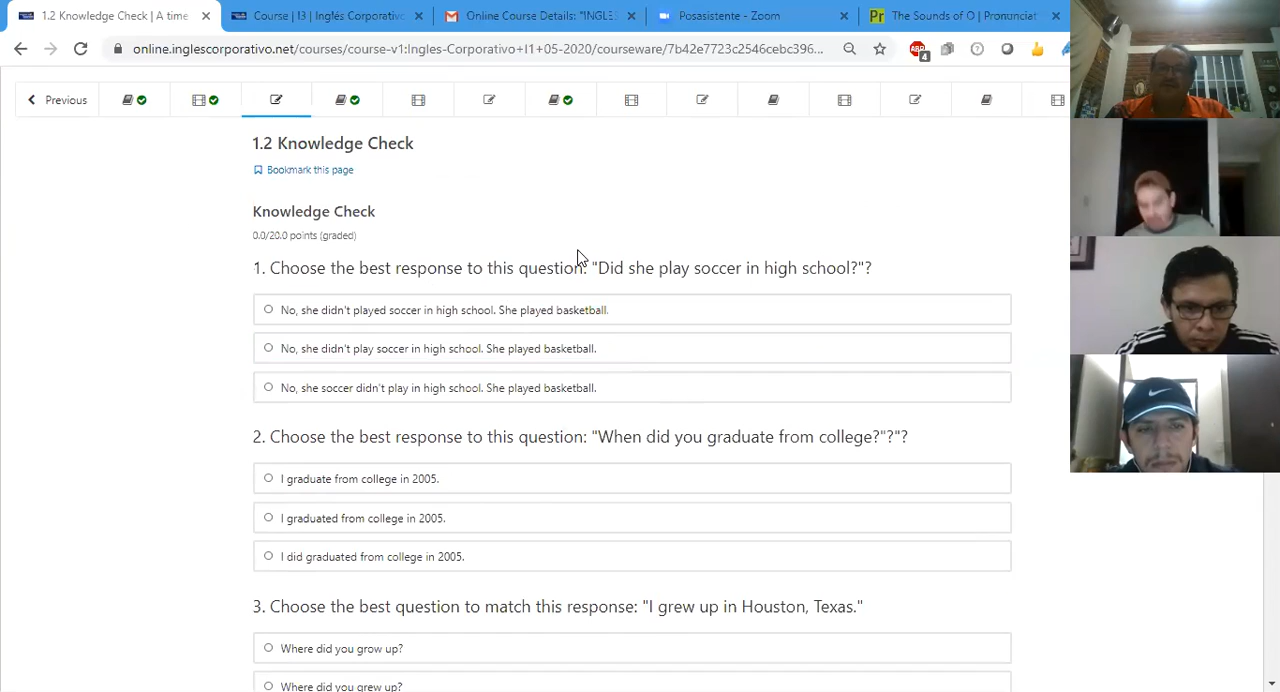 1.2 Knowledge Check | A time
Course | I3 | Inglés Corporativo
Online Course Details: "INGLE
Posasistente - Zoom
The Sounds of O | Pronunciat
online.inglescorporativo.net/courses/course-v1:Ingles-Corporativo+I1+05-2020/courseware/7b42e7723c2546cebc396...
ABP
4
Previous
1.2 Knowledge Check
Bookmark this page
Knowledge Check
0.0/20.0 points (graded)
1. Choose the best response to this question: "Did she play soccer in high school?"?
No, she didn't played soccer in high school. She played basketball.
No, she didn't play soccer in high school. She played basketball.
No, she soccer didn't play in high school. She played basketball.
2. Choose the best response to this question: "When did you graduate from college?"?"?
I graduate from college in 2005.
I graduated from college in 2005.
I did graduated from college in 2005.
3. Choose the best question to match this response: "I grew up in Houston, Texas."
Where did you grow up?
Where did you grew up?